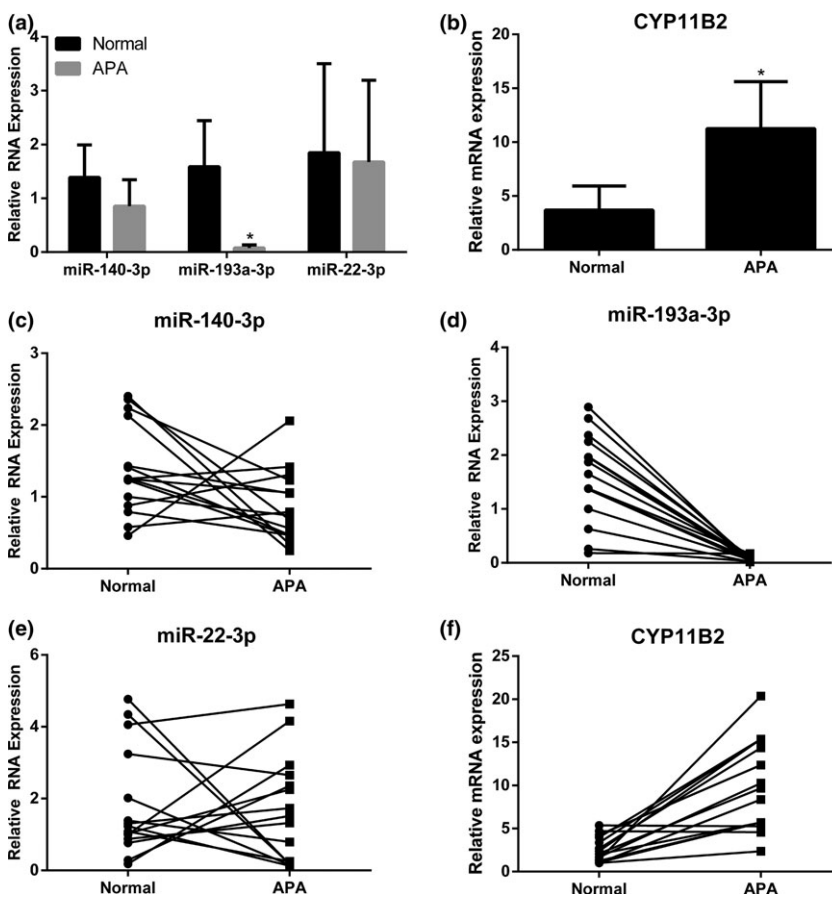 (a)
Normal
APA
Relative RNA Expression
4
3
2
1
0
*
miR-140-3p miR-193a-3p miR-22-3p
(b)
CYP11B2
Relative mRNA expression
20
15
10
5
0
*
Normal APA
(c)
miR-140-3p
Relative RNA Expression
3
2
1
0
Normal APA
(d)
miR-193a-3p
Relative RNA Expression
4
3
2
1
0
Normal APA
(e)
miR-22-3p
Relative RNA Expression
6
4
2
0
Normal APA
(f)
CYP11B2
Relative mRNA expression
25
20
15
10
5
0
Normal APA